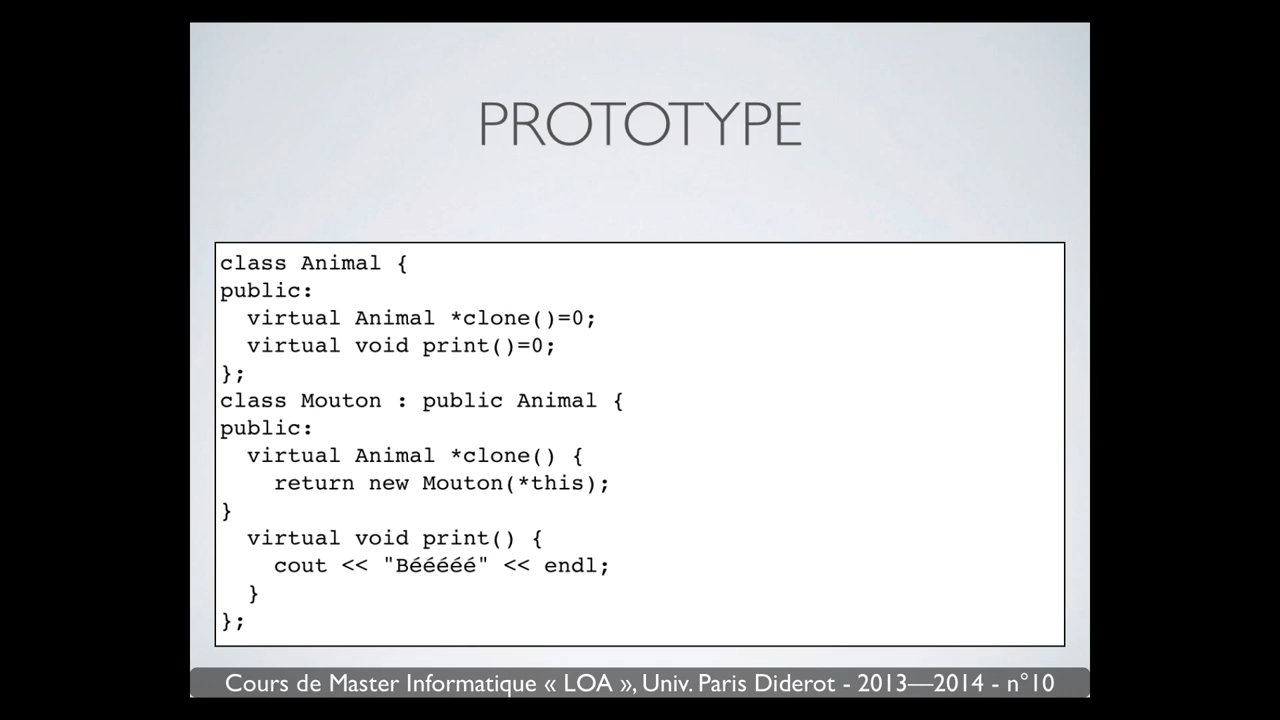 PROTOTYPE
class Animal {
public:
  virtual Animal *clone()=0;
  virtual void print()=0;
};
class Mouton : public Animal {
public:
  virtual Animal *clone() {
    return new Mouton(*this);
}
  virtual void print() {
    cout << "Bééééé" << endl;
  }
};
Cours de Master Informatique « LOA », Univ. Paris Diderot - 2013—2014 - n°10